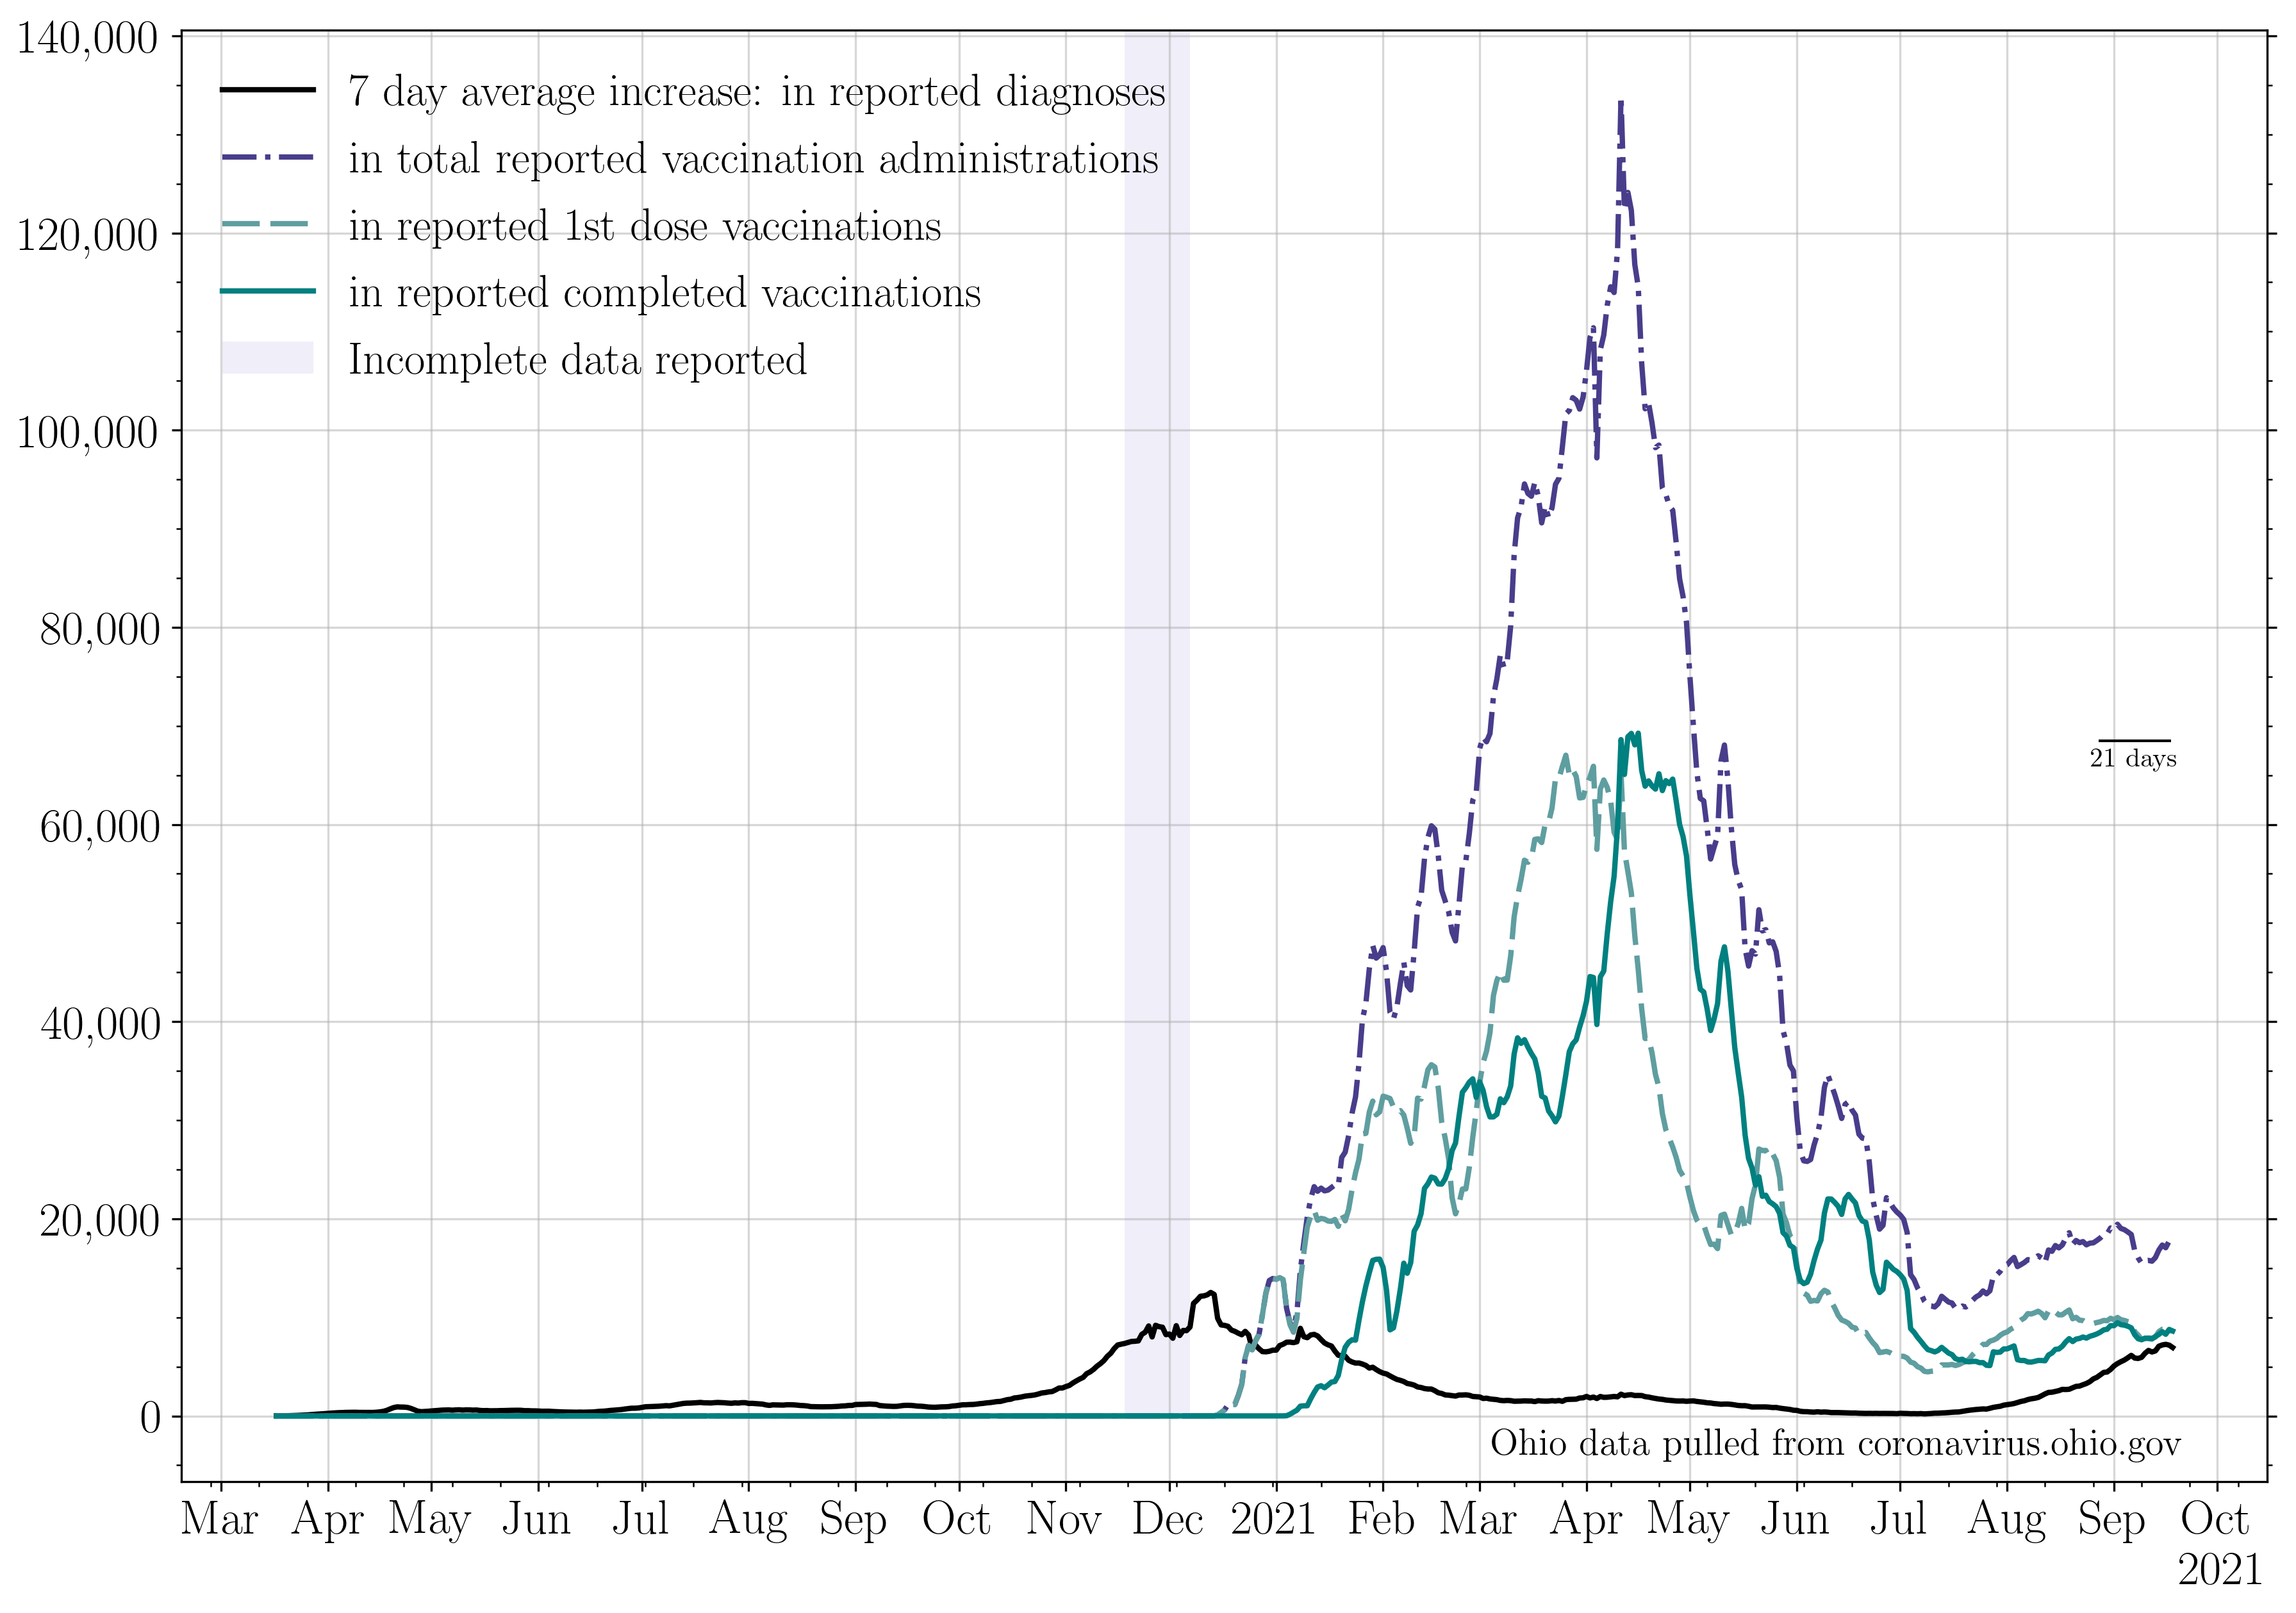 140,000
120,000
100,000
80,000
60,000
40,000
20,000
0
7 day average increase: in reported diagnoses
in total reported vaccination administrations
in reported 1st dose vaccinations
in reported completed vaccinations
Incomplete data reported
21 days
Ohio data pulled from coronavirus.ohio.gov
Mar Apr May Jun Jul Aug Sep Oct Nov Dec 2021 Feb Mar Apr May Jun Jul Aug Sep Oct
2021